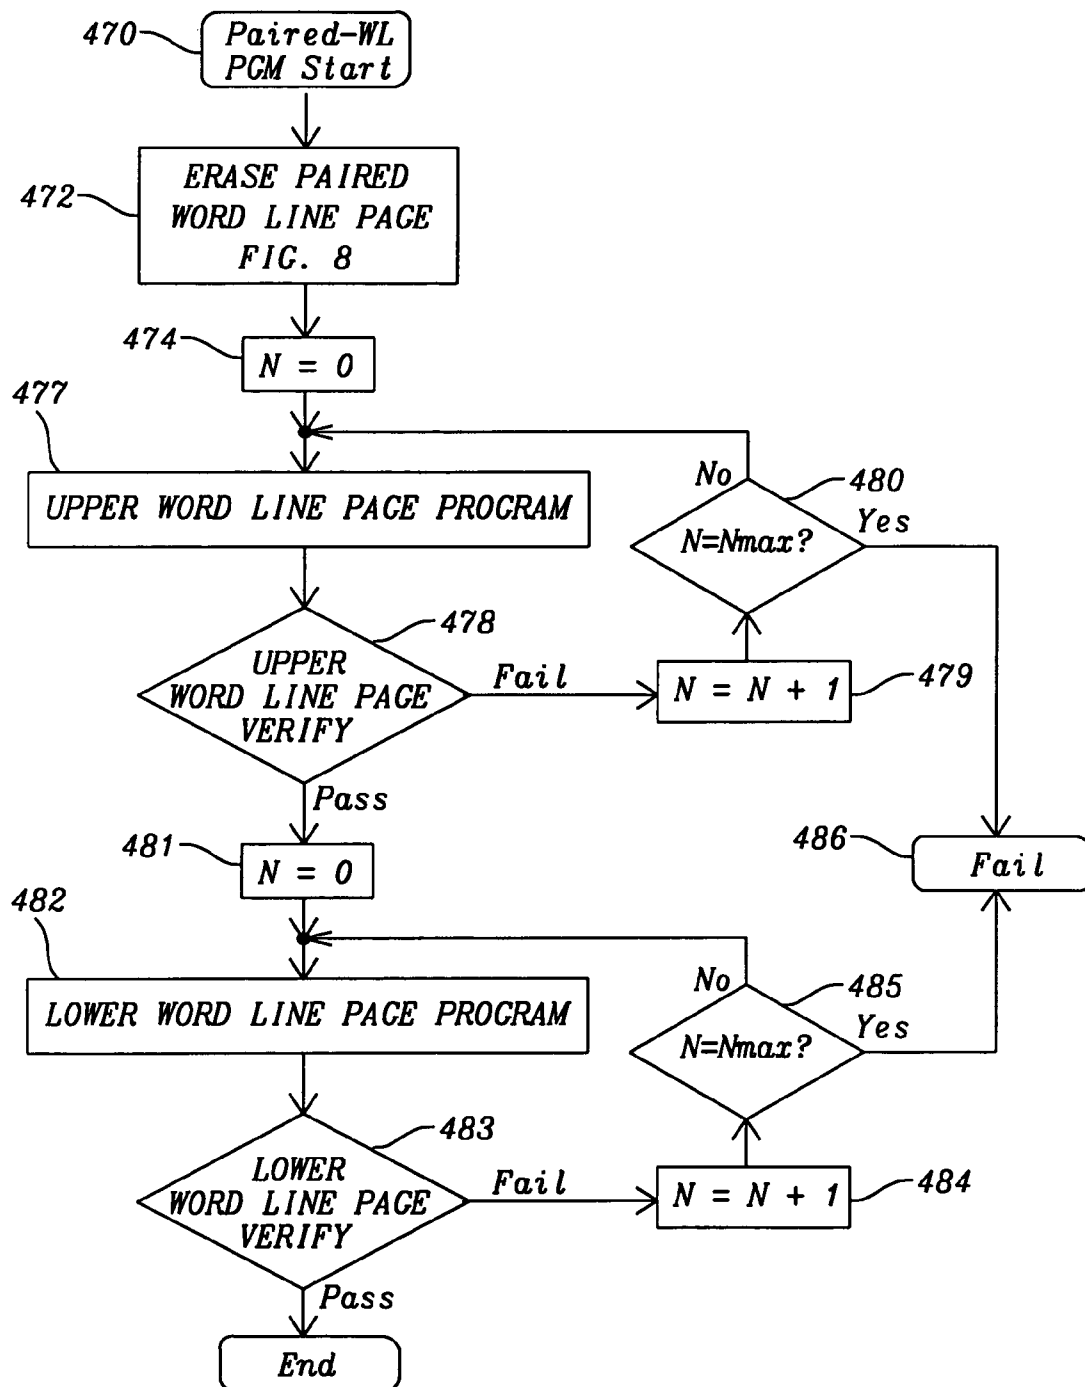 470
Paired-WL
PGM Start
472
ERASE PAIRED
WORD LINE PAGE
FIG. 8
474
N = 0
477
UPPER WORD LINE PAGE PROGRAM
No
480
N=Nmax?
Yes
478
UPPER
WORD LINE PAGE
VERIFY
Fail
N = N + 1
479
Pass
481
N = 0
486
Fail
482
LOWER WORD LINE PAGE PROGRAM
No
485
N=Nmax?
Yes
483
LOWER
WORD LINE PAGE
VERIFY
Fail
N = N + 1
484
Pass
End